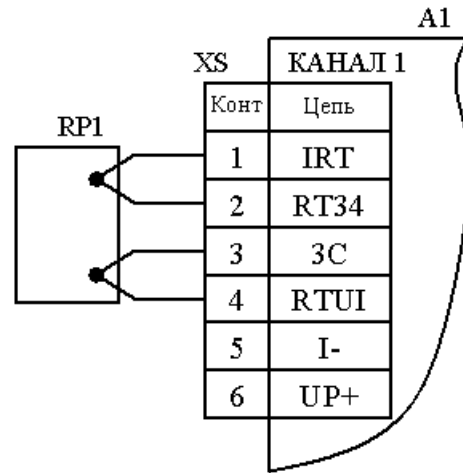 A1
XS КАНАЛ 1
Конт Цепь
RP1
1 IRT
2 RT34
3 3C
4 RTUI
5 I-
6 UP+